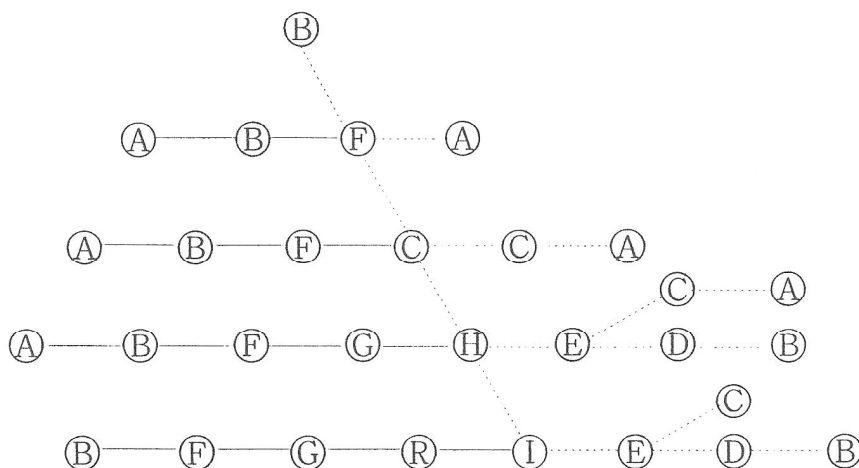 B
A B F A
A B F C C A
C A
A B F G H E D B
C
B F G R I E D B